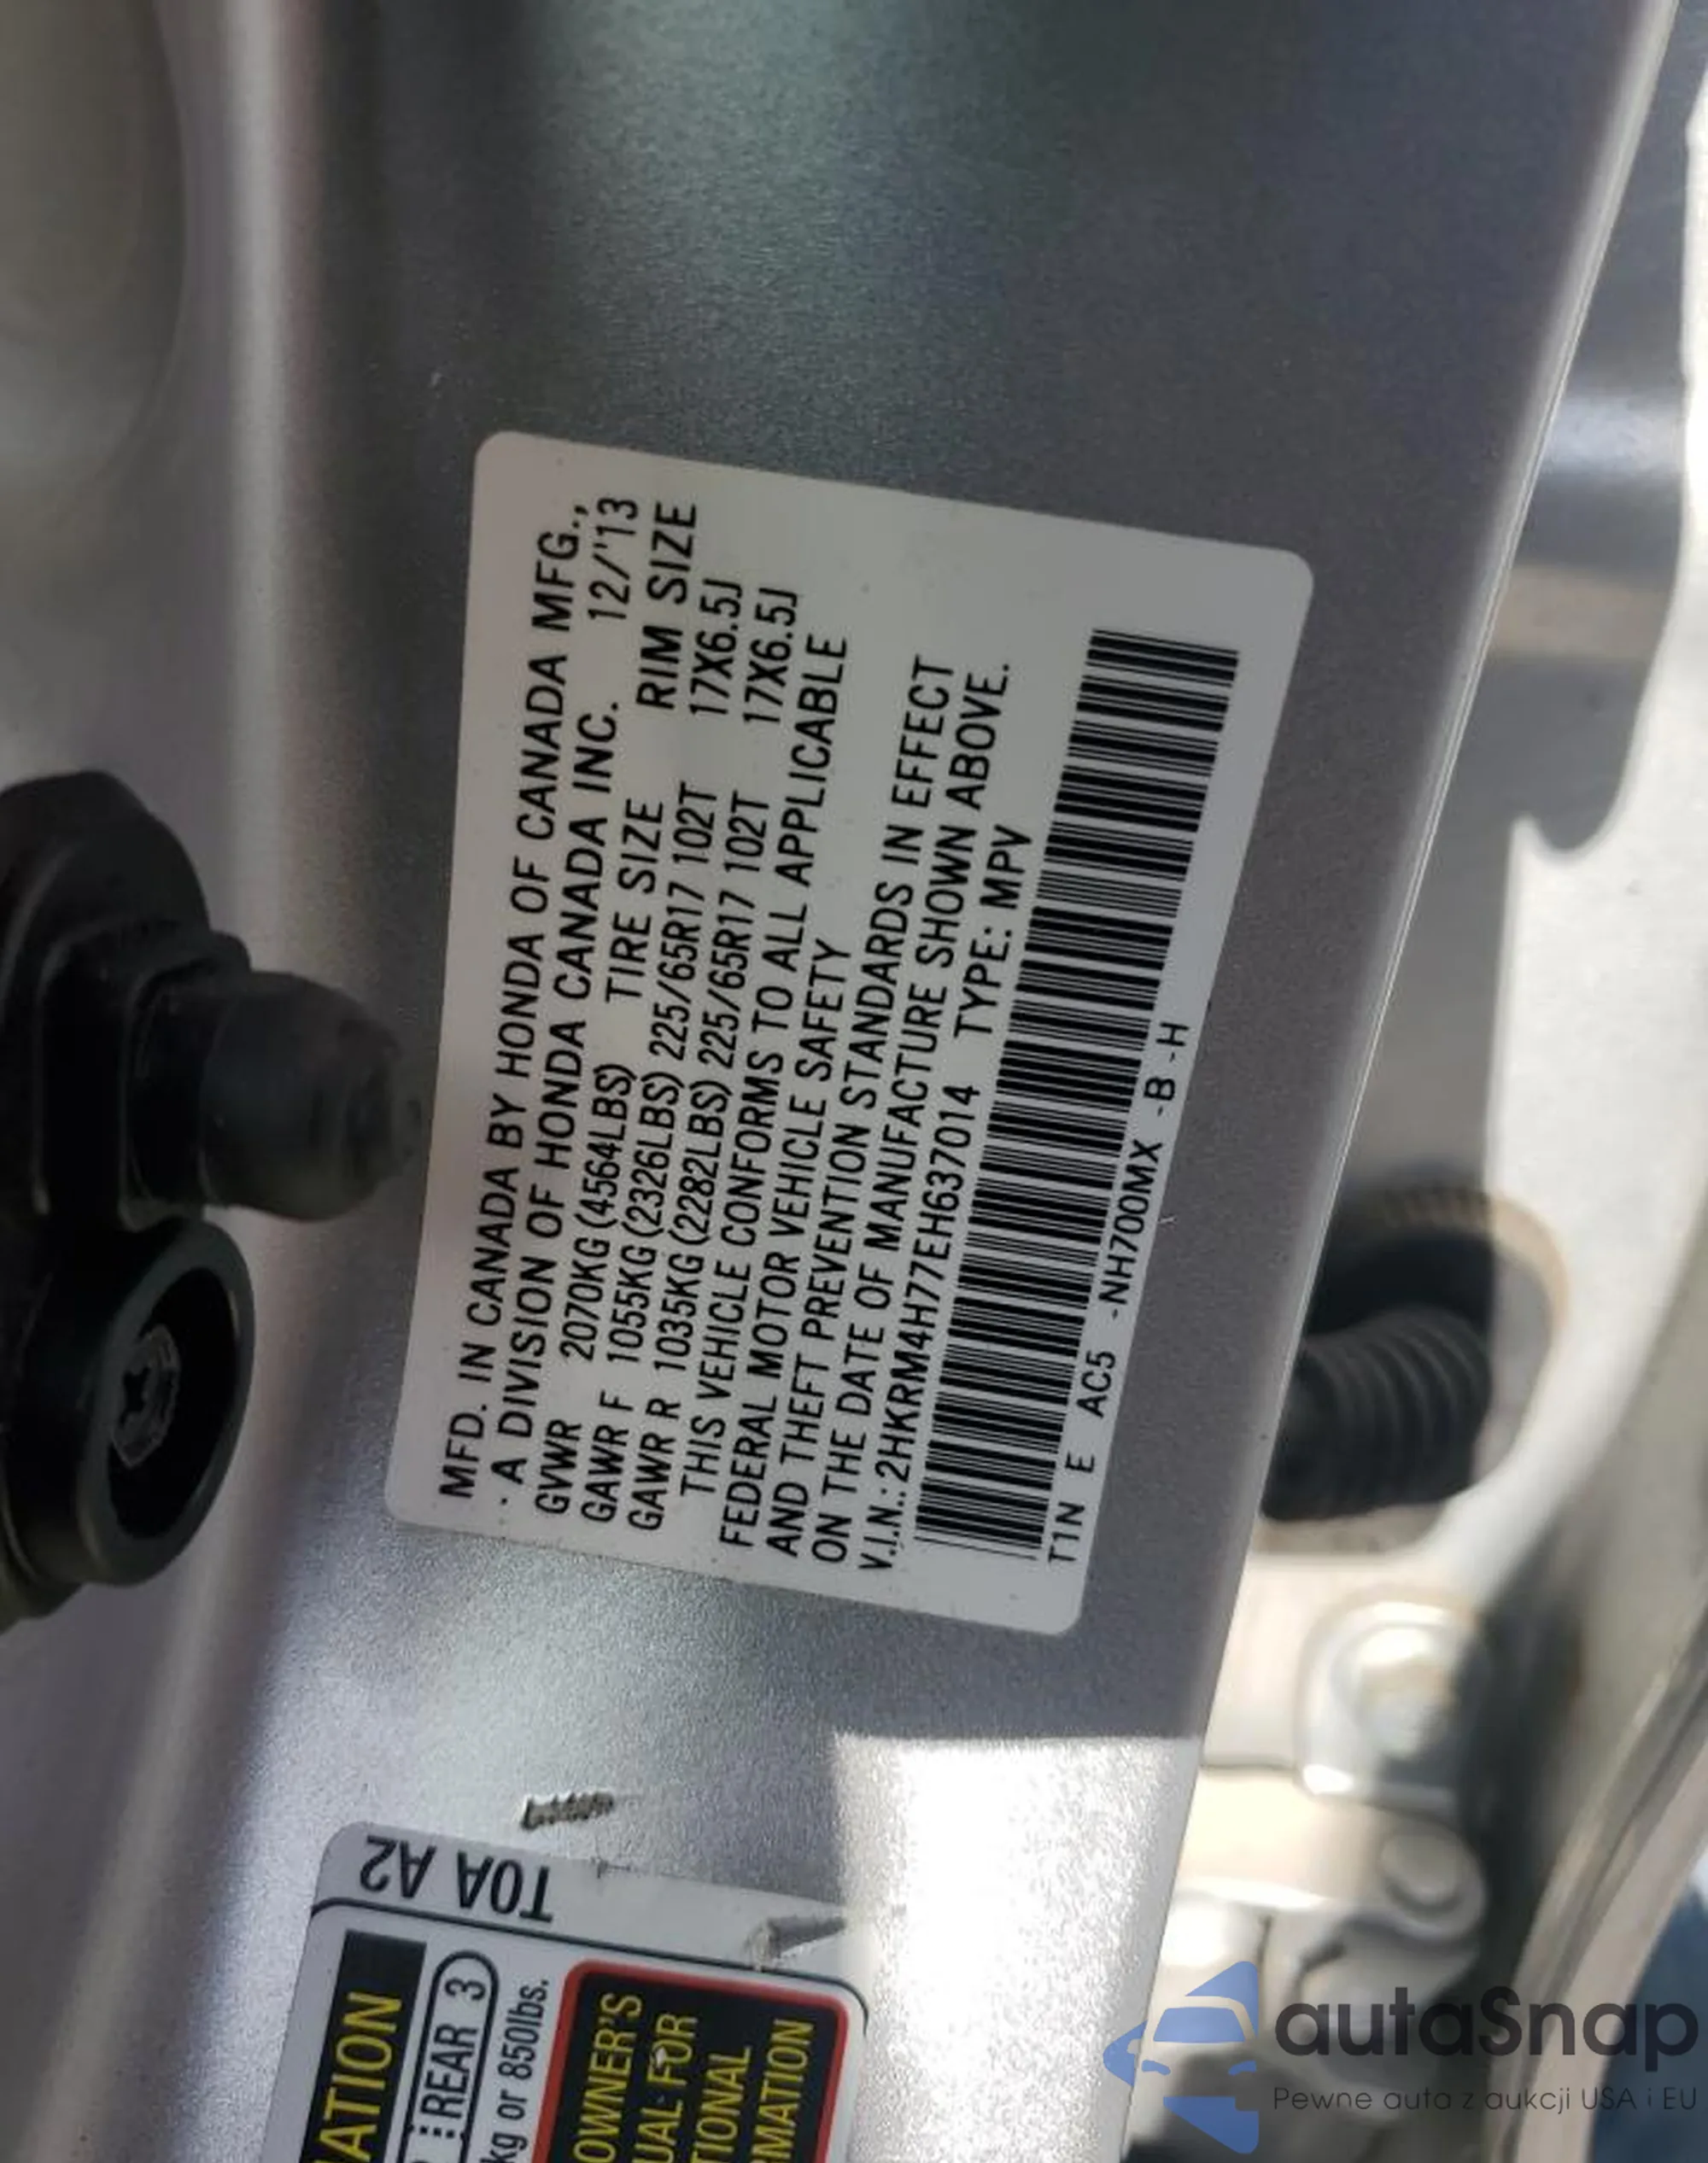 MFD. IN CANADA BY HONDA OF CANADA MFG.,
· A DIVISION OF HONDA CANADA INC. 12/'13
GVWR 2070KG (4564LBS) TIRE SIZE RIM SIZE
GAWR F 1055KG (2326LBS) 225/65R17 102T 17X6.5J
GAWR R 1035KG (2282LBS) 225/65R17 102T 17X6.5J
THIS VEHICLE CONFORMS TO ALL APPLICABLE
FEDERAL MOTOR VEHICLE SAFETY
AND THEFT PREVENTION STANDARDS IN EFFECT
ON THE DATE OF MANUFACTURE SHOWN ABOVE.
V.I.N.: 2HKRM4H77EH637014 TYPE: MPV
T1N E AC5 -NH700MX -B -H
T0A A2
ATION
REAR 3
kg or 850lbs.
OWNER'S
UAL FOR
TIONAL
RMATION
autaSnap
Pewne auta z aukcji USA i EU